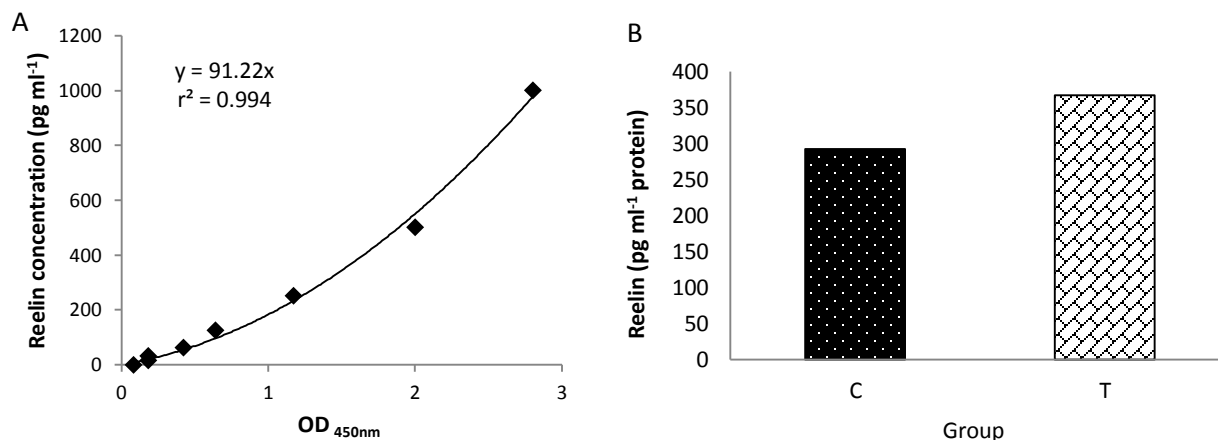 A
y = 91.22x
r² = 0.994
Reelin concentration (pg ml⁻¹)
1200
1000
800
600
400
200
0
0 1 2 3
OD 450nm
B
Reelin (pg ml⁻¹ protein)
400
350
300
250
200
150
100
50
0
C T
Group